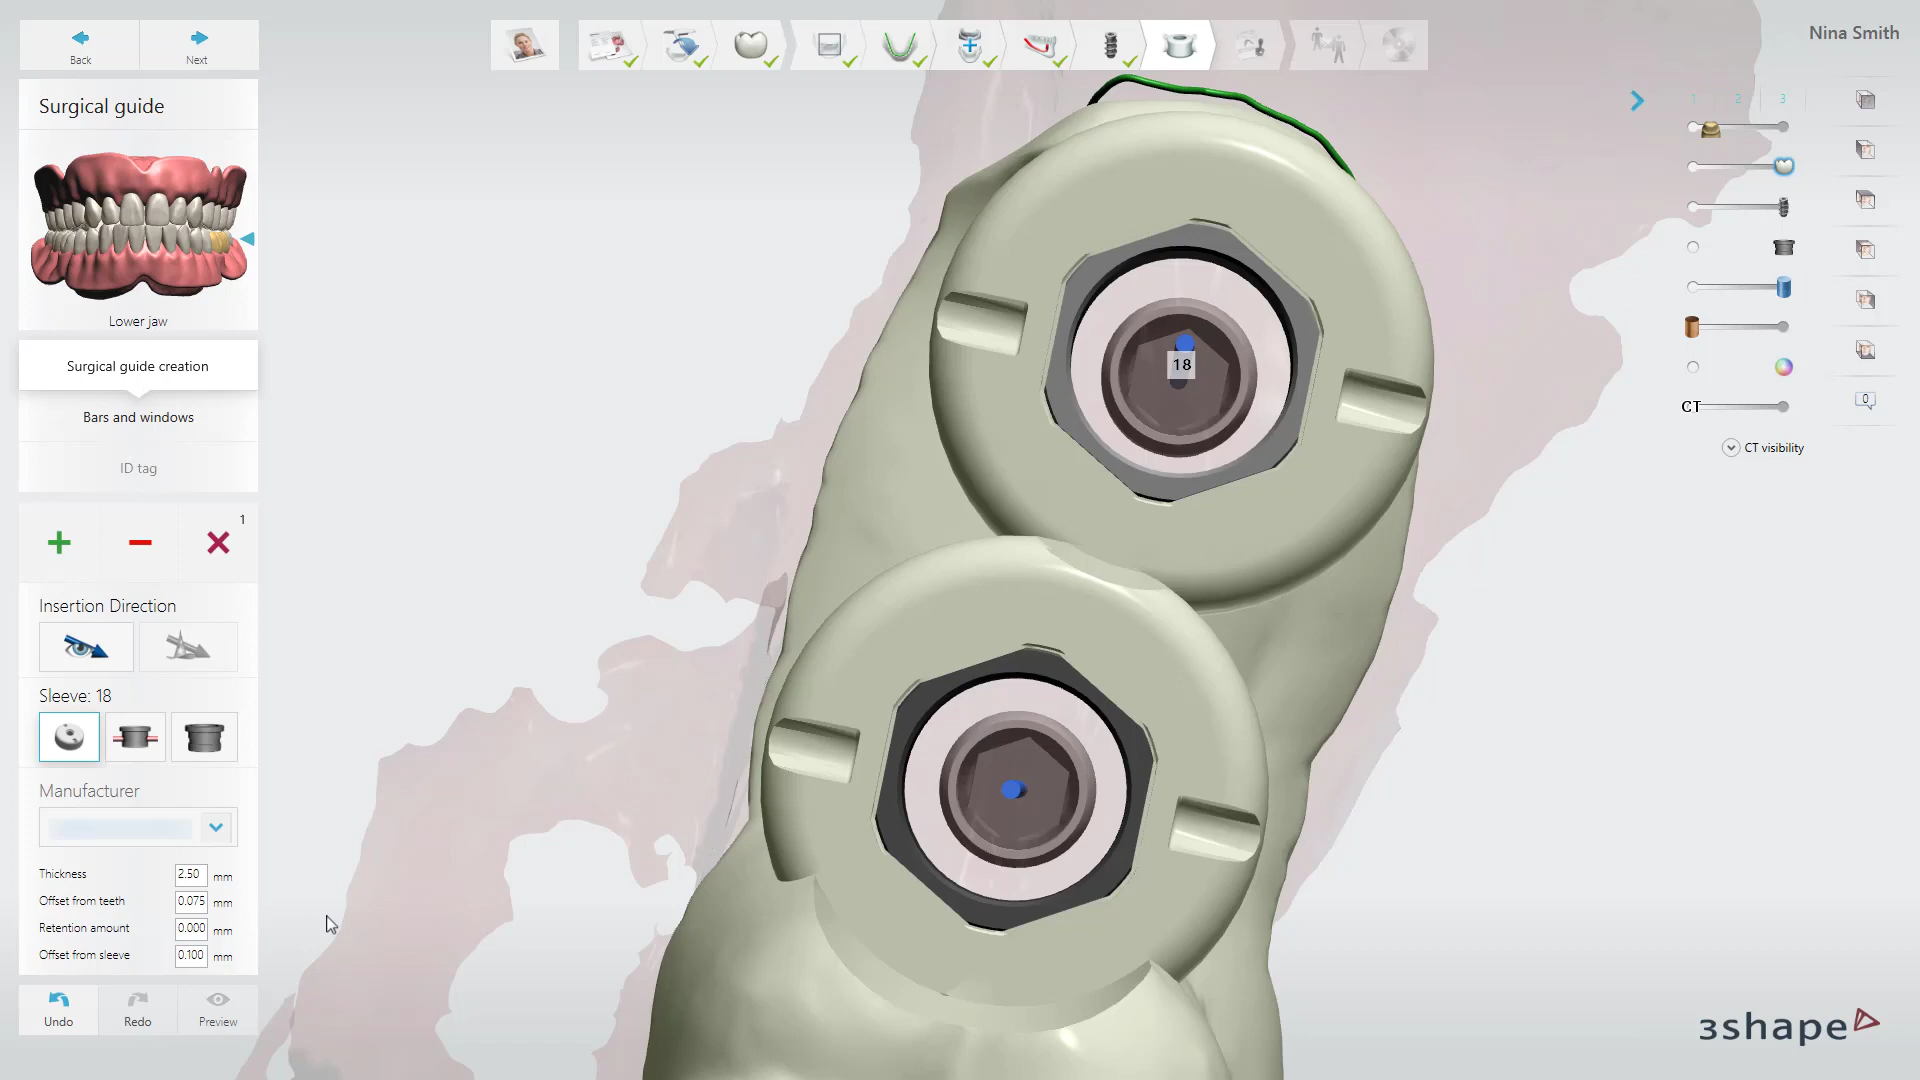 Back
Next
Nina Smith
Surgical guide
1 2 3
Lower jaw
Surgical guide creation
Bars and windows
ID tag
18
0
CT
CT visibility
1
Insertion Direction
Sleeve: 18
Manufacturer
Thickness 2.50 mm
Offset from teeth 0.075 mm
Retention amount 0.000 mm
Offset from sleeve 0.100 mm
Undo
Redo
Preview
3shape